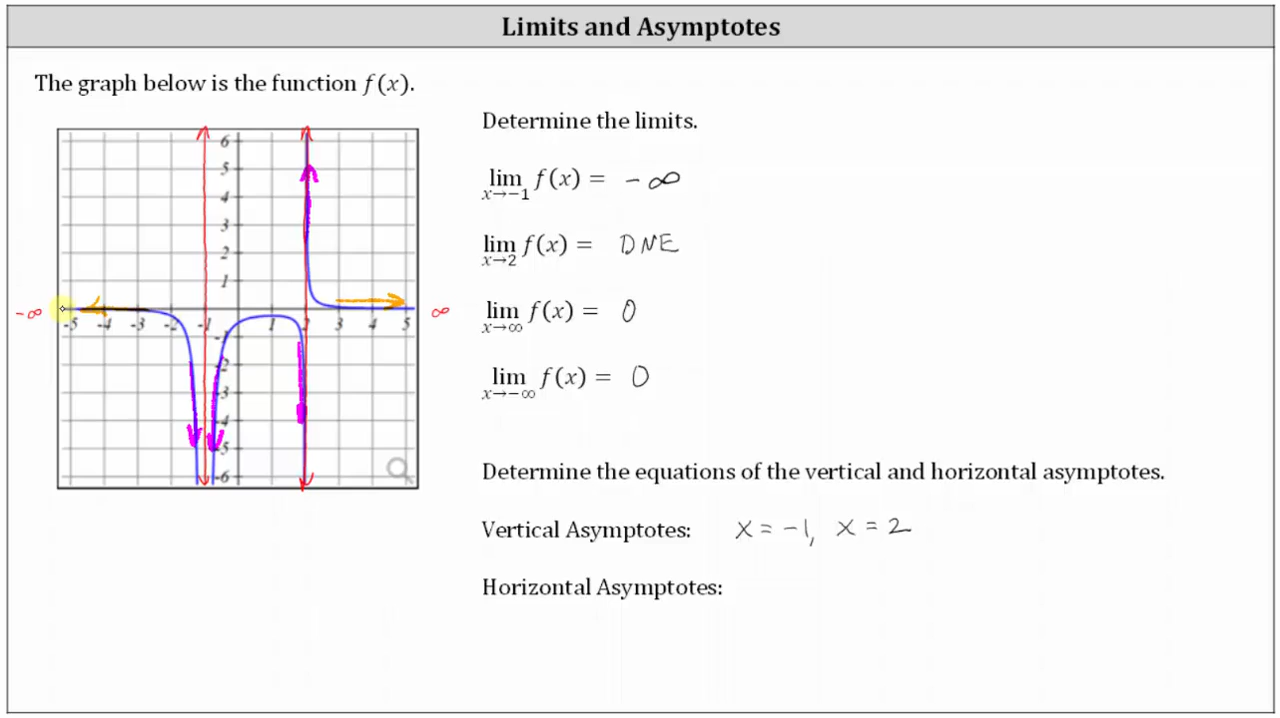 Limits and Asymptotes
The graph below is the function f(x).
6
5
4
3
2
1
-∞
-5 -4 -3 -2 -1 1 2 3 4 5
∞
-1
-2
-3
-4
-5
-6
Determine the limits.
lim x→-1 f(x) = -∞
lim x→2 f(x) = DNE
lim x→∞ f(x) = 0
lim x→-∞ f(x) = 0
Determine the equations of the vertical and horizontal asymptotes.
Vertical Asymptotes: x = -1, x = 2
Horizontal Asymptotes: